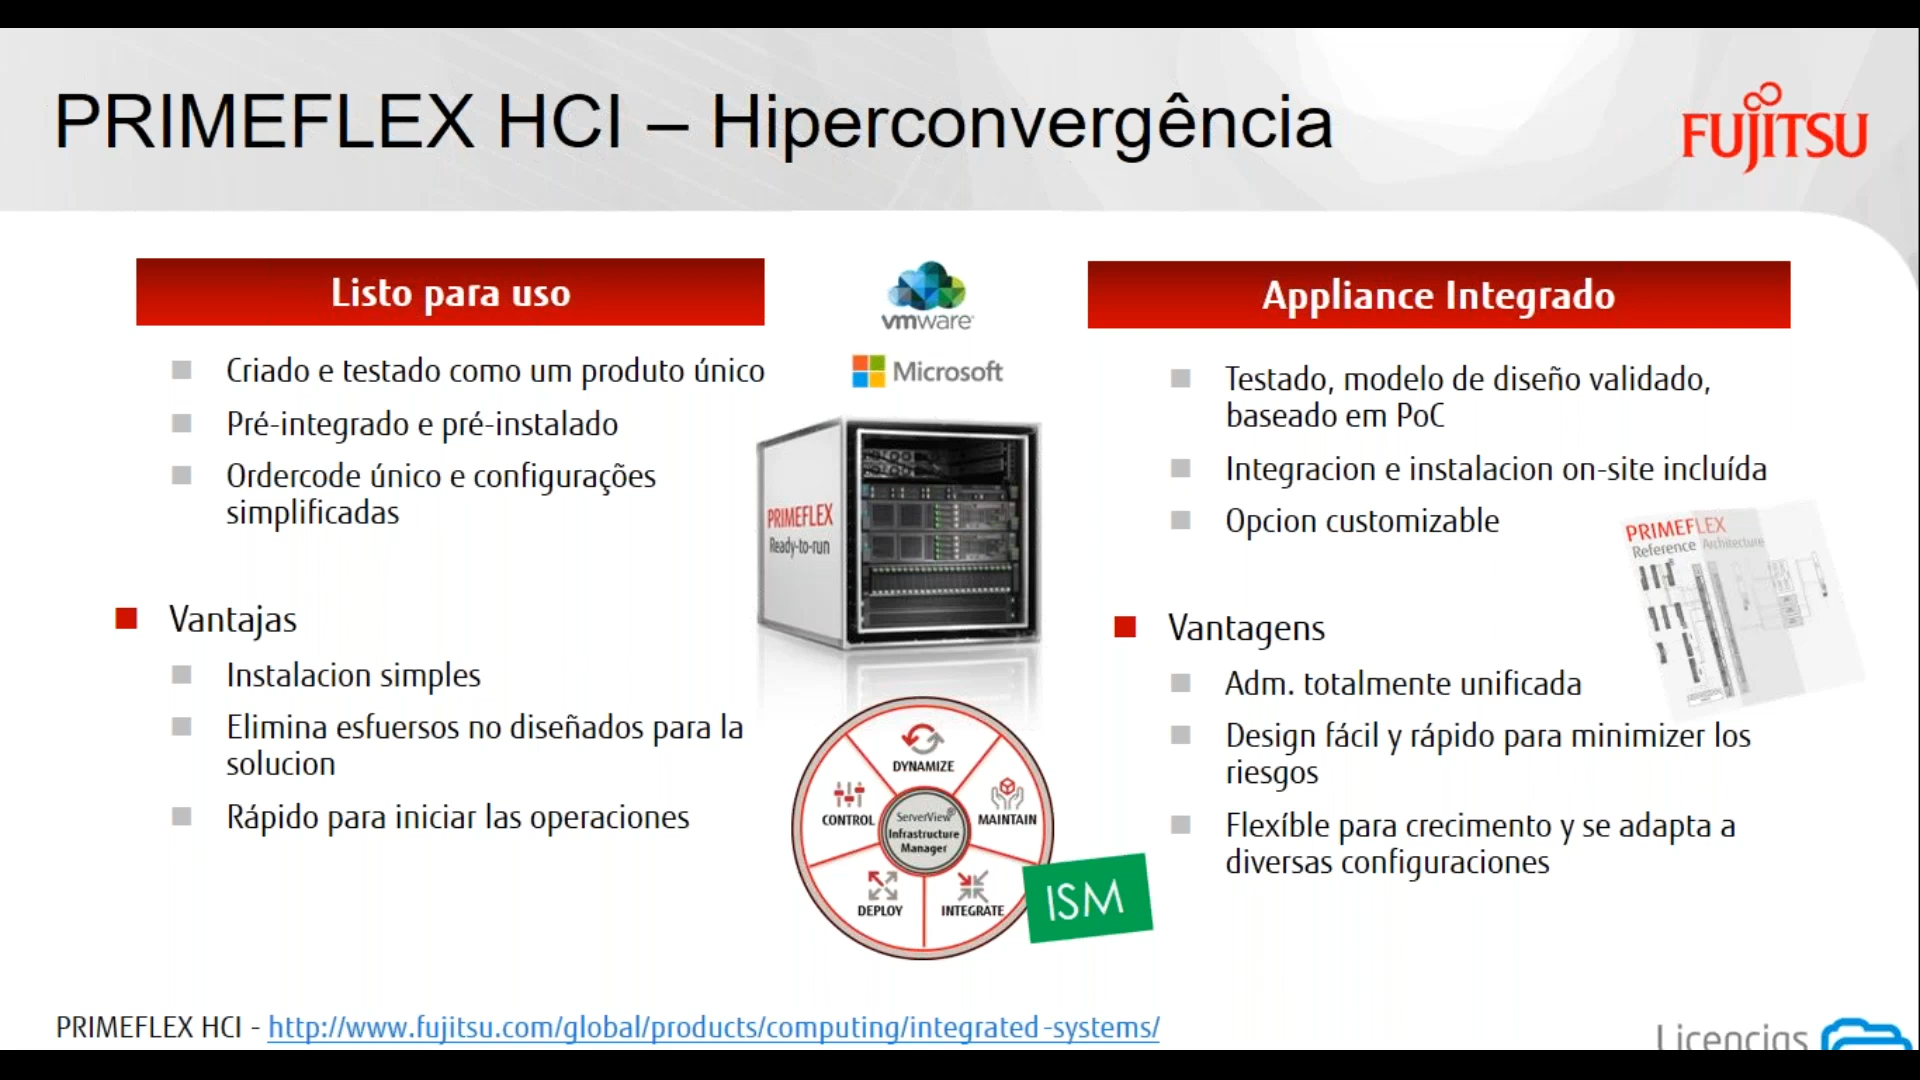 PRIMEFLEX HCI – Hiperconvergência
FUJITSU
Listo para uso
Criado e testado como um produto único
Pré-integrado e pré-instalado
Ordercode único e configurações
simplificadas
Vantajas
Instalacion simples
Elimina esfuersos no diseñados para la
solucion
Rápido para iniciar las operaciones
vmware
Microsoft
PRIMEFLEX
Ready-to-run
DYNAMIZE
CONTROL
MAINTAIN
ServerView®
Infrastructure
Manager
DEPLOY
INTEGRATE
ISM
Appliance Integrado
Testado, modelo de diseño validado,
baseado em PoC
Integracion e instalacion on-site incluída
Opcion customizable
PRIMEFLEX
Reference Architecture
Vantagens
Adm. totalmente unificada
Design fácil y rápido para minimizer los
riesgos
Flexíble para crecimento y se adapta a
diversas configuraciones
PRIMEFLEX HCI - http://www.fujitsu.com/global/products/computing/integrated-systems/
Licencias